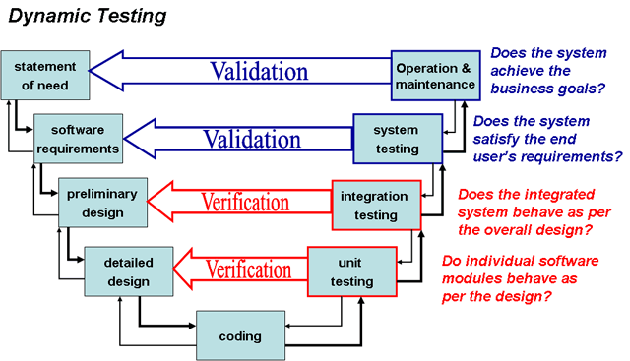 Dynamic Testing
statement
of need
Validation
Operation &
maintenance
Does the system
achieve the
business goals?
software
requirements
Validation
system
testing
Does the system
satisfy the end
user's requirements?
preliminary
design
Verification
integration
testing
Does the integrated
system behave as per
the overall design?
detailed
design
Verification
unit
testing
Do individual software
modules behave as
per the design?
coding